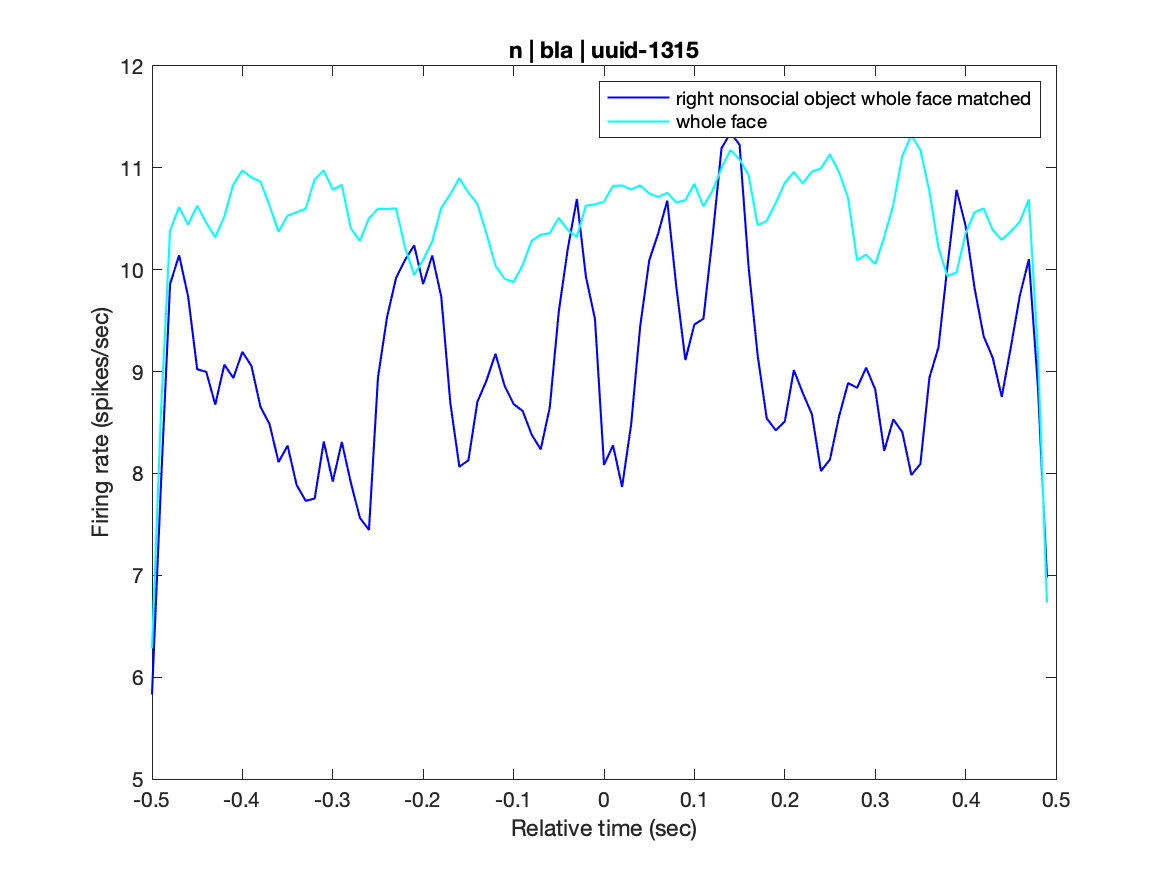 n | bla | uuid-1315
right nonsocial object whole face matched
whole face
12
11
10
9
8
7
6
5
Firing rate (spikes/sec)
-0.5 -0.4 -0.3 -0.2 -0.1 0 0.1 0.2 0.3 0.4 0.5
Relative time (sec)